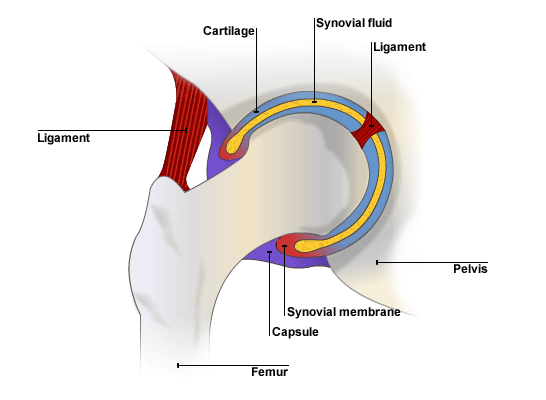 Synovial fluid
Cartilage
Ligament
Ligament
Pelvis
Synovial membrane
Capsule
Femur